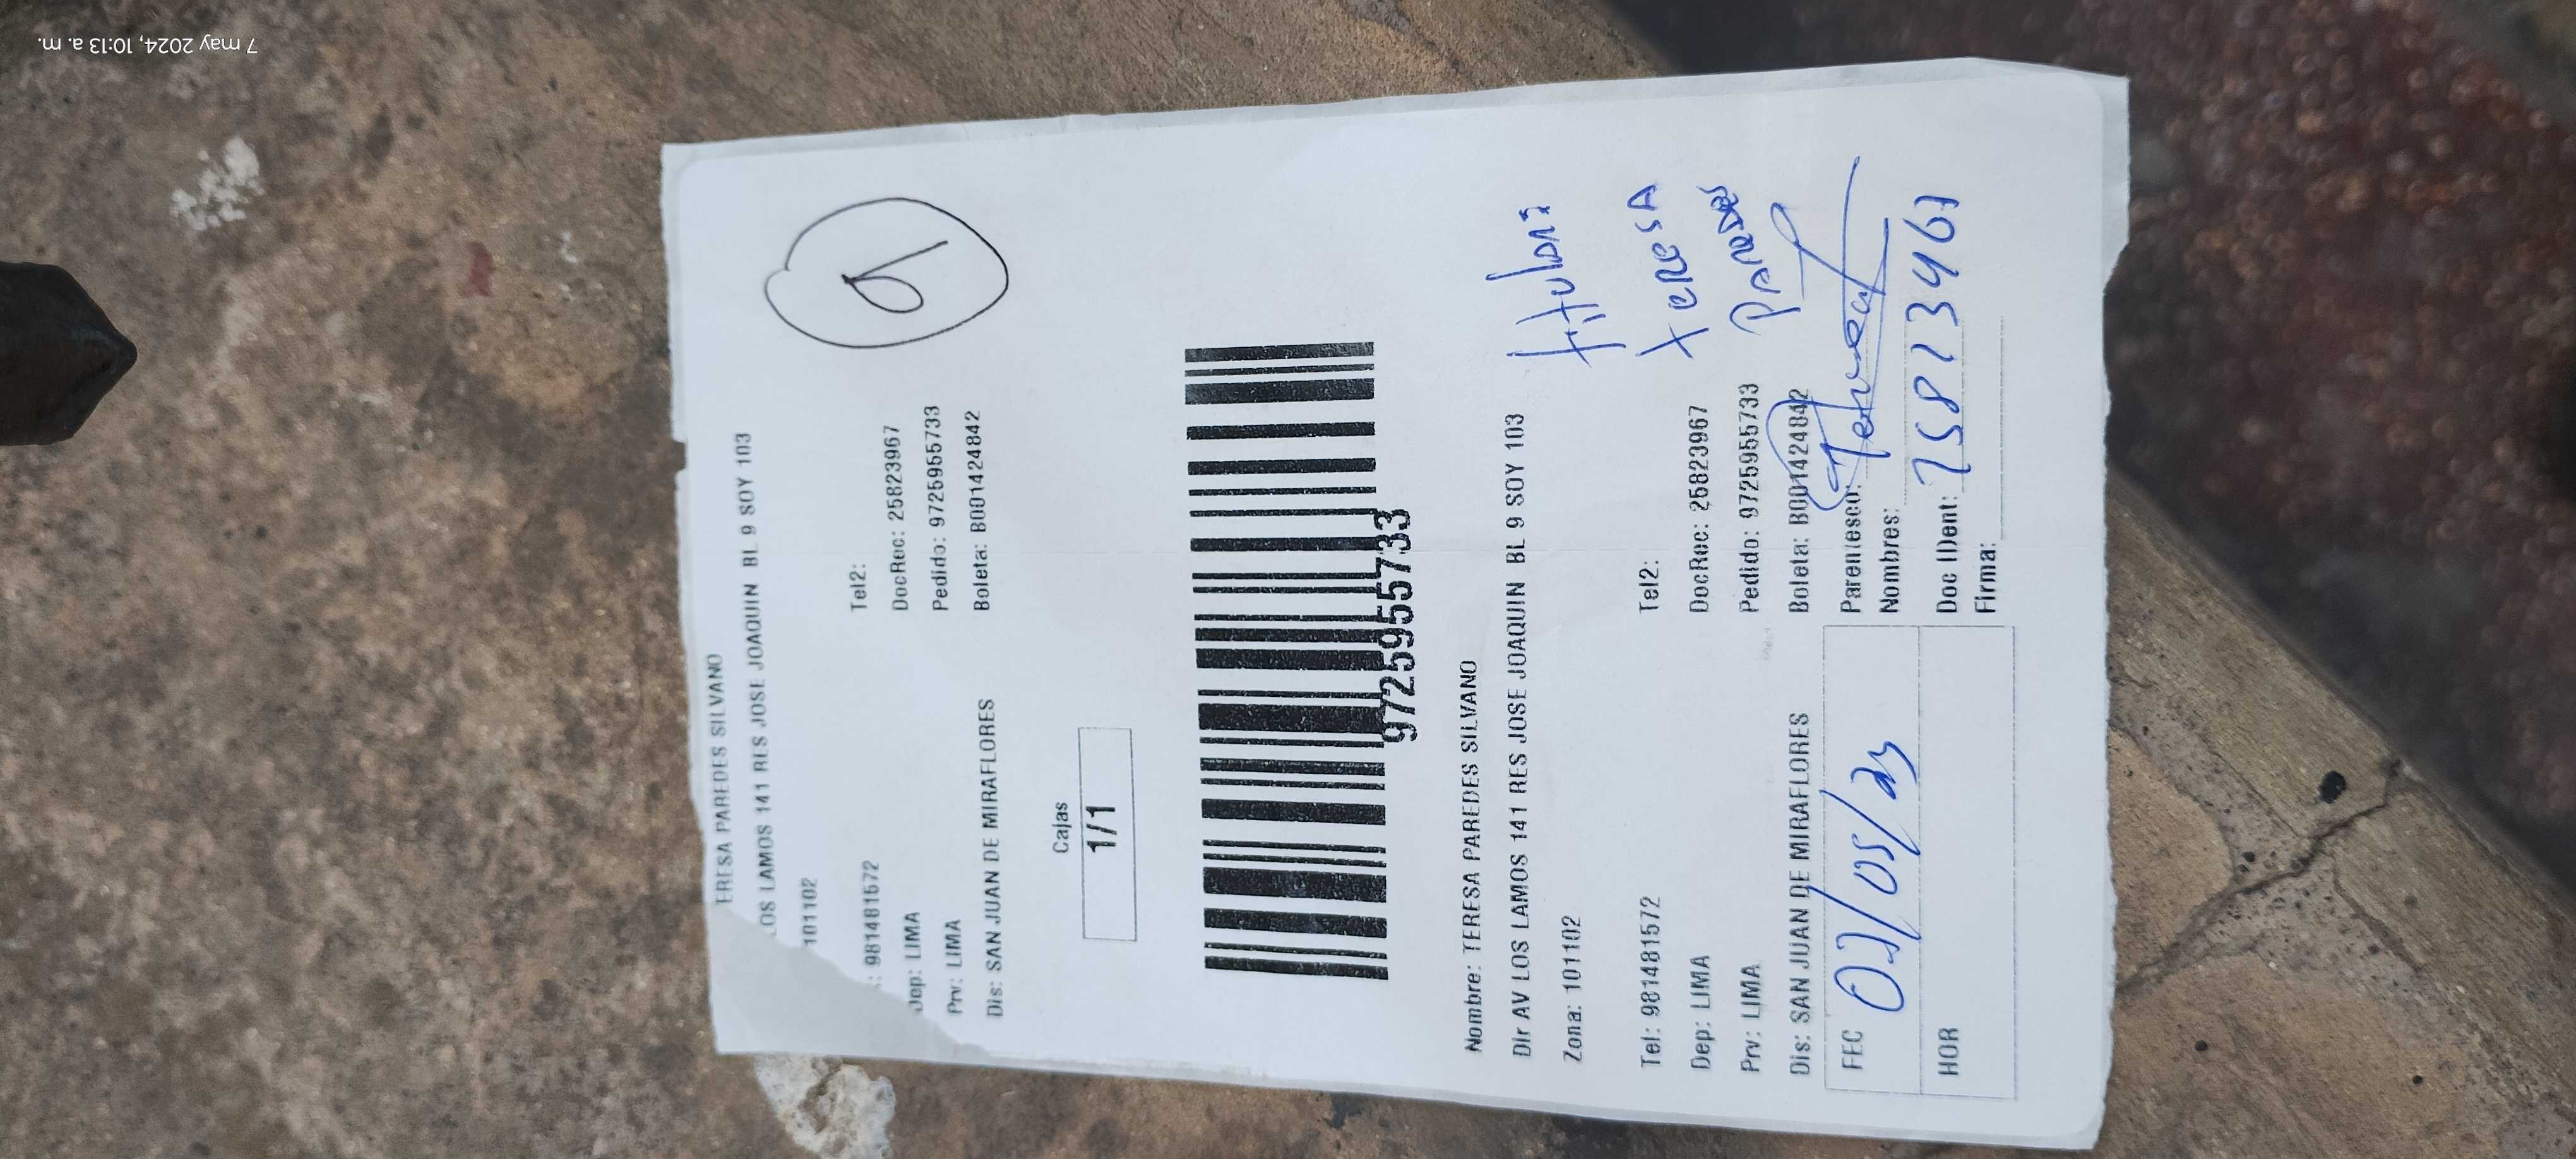 7 may 2024, 10:13 a. m.
ERESA PAREDES SILVANO
LOS LAMOS 141 RES JOSE JOAQUIN BL 9 SOY 103
101102
: 981481572 Tel2:
Dep: LIMA DocRec: 25823967
Prv: LIMA Pedido: 9725955733
Dis: SAN JUAN DE MIRAFLORES Boleta: B001424842
Cajas
1/1
9725955733
Nombre: TERESA PAREDES SILVANO
Dir AV LOS LAMOS 141 RES JOSE JOAQUIN BL 9 SOY 103
Zona: 101102
Tel: 981481572 Tel2:
Dep: LIMA DocRec: 25823967
Prv: LIMA Pedido: 9725955733
Dis: SAN JUAN DE MIRAFLORES Boleta: B001424842
teresA
Paredes
FEC Parentesco:
Nombres:
HOR Doc IDent:
Firma: